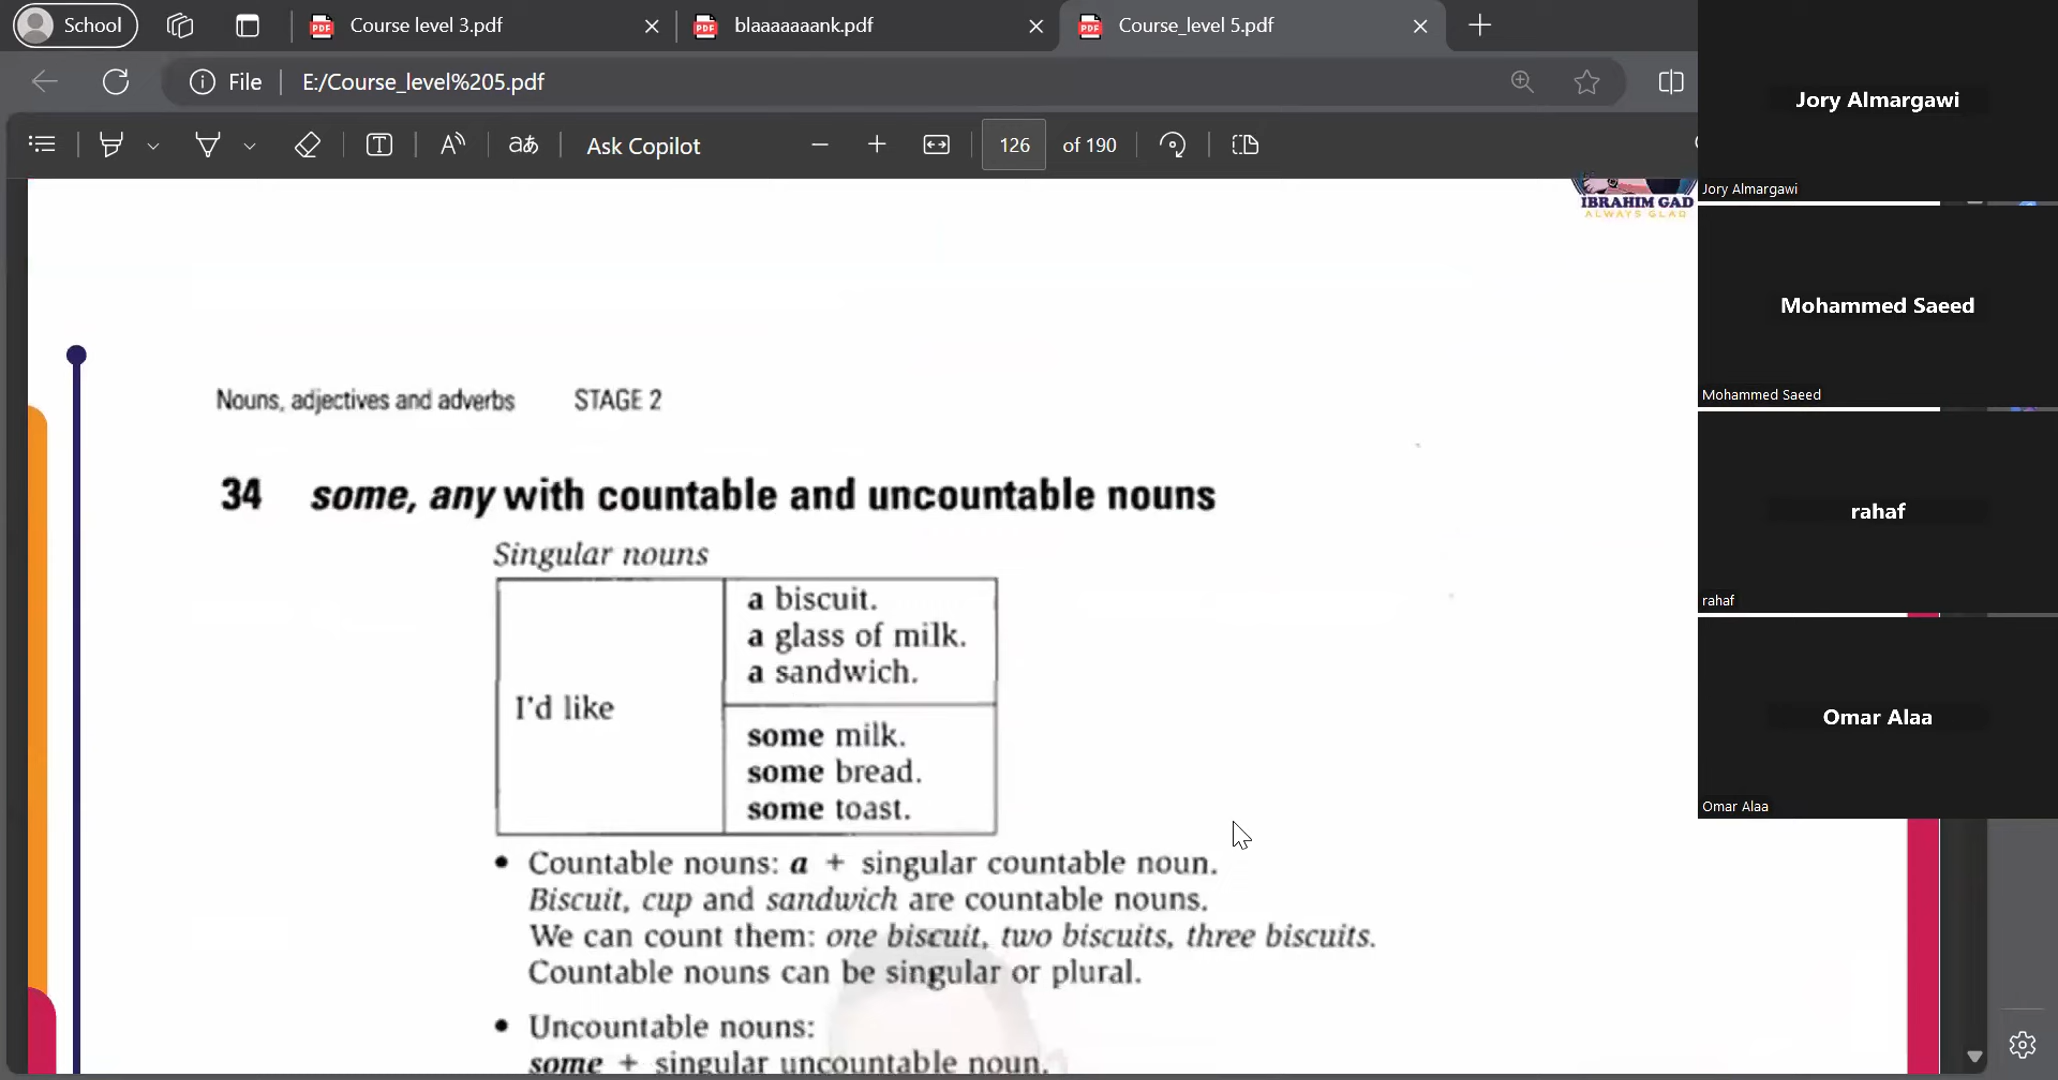 School
Course level 3.pdf
blaaaaaaank.pdf
Course_level 5.pdf
File
E:/Course_level%205.pdf
Ask Copilot
126
of 190
IBRAHIM GAD
ALWAYS GLAD
Nouns, adjectives and adverbs STAGE 2
34 some, any with countable and uncountable nouns
Singular nouns
I'd like
a biscuit.
a glass of milk.
a sandwich.
some milk.
some bread.
some toast.
• Countable nouns: a + singular countable noun.
Biscuit, cup and sandwich are countable nouns.
We can count them: one biscuit, two biscuits, three biscuits.
Countable nouns can be singular or plural.
• Uncountable nouns:
some + singular uncountable noun.
Jory Almargawi
Jory Almargawi
Mohammed Saeed
Mohammed Saeed
rahaf
rahaf
Omar Alaa
Omar Alaa